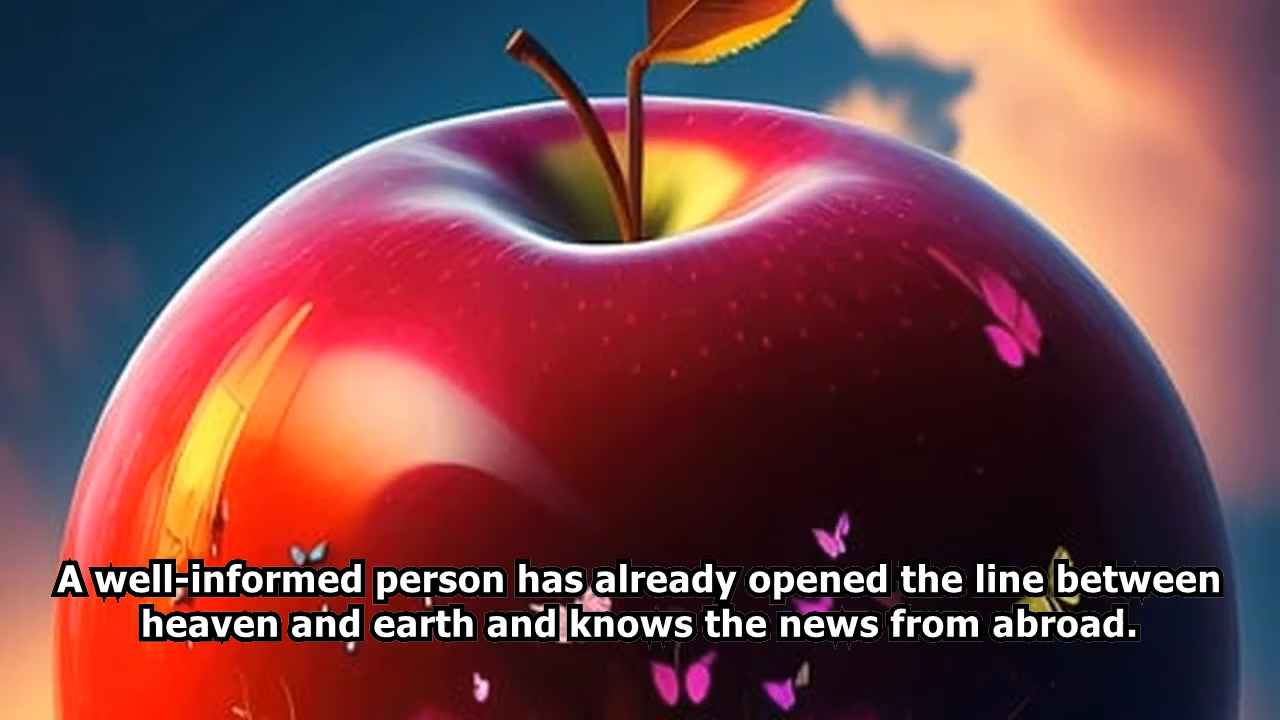 A well-informed person has already opened the line between
heaven and earth and knows the news from abroad.